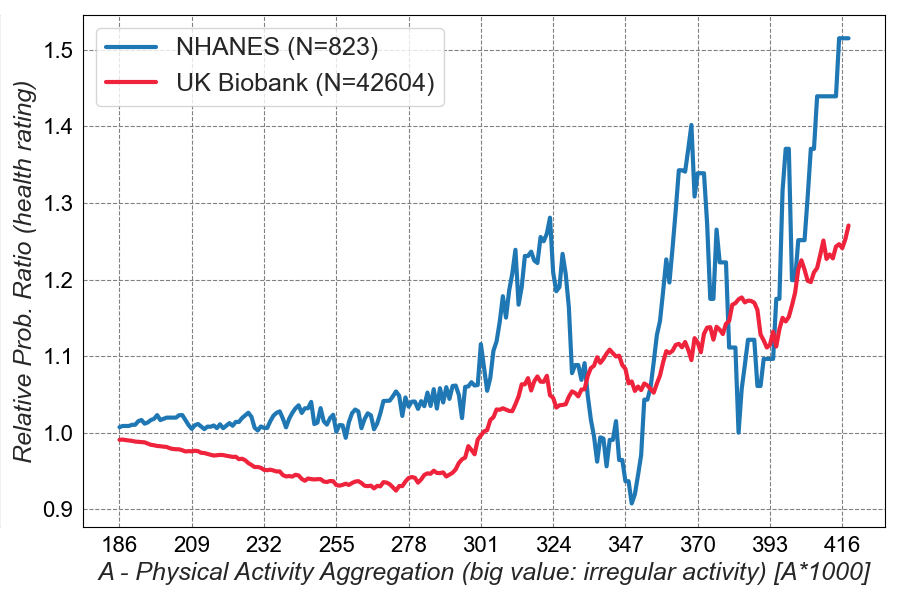 NHANES (N=823)
UK Biobank (N=42604)
Relative Prob. Ratio (health rating)
1.5
1.4
1.3
1.2
1.1
1.0
0.9
186 209 232 255 278 301 324 347 370 393 416
A - Physical Activity Aggregation (big value: irregular activity) [A*1000]